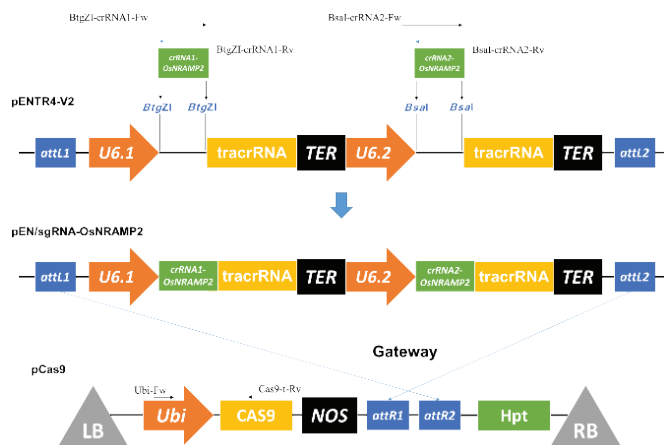 BtgZI-crRNA1-Fw
BsaI-crRNA2-Fw
crRNA1-
OsNRAMP2
BtgZI-crRNA1-Rv
crRNA2-
OsNRAMP2
BsaI-crRNA2-Rv
pENTR4-V2
BtgZI BtgZI BsaI BsaI
attL1 U6.1 tracrRNA TER U6.2 tracrRNA TER attL2
pEN/sgRNA-OsNRAMP2
attL1 U6.1 crRNA1-
OsNRAMP2
tracrRNA TER U6.2 crRNA2-
OsNRAMP2
tracrRNA TER attL2
Gateway
pCas9
Ubi-Fw Cas9-t-Rv
LB Ubi CAS9 NOS attR1 attR2 Hpt RB